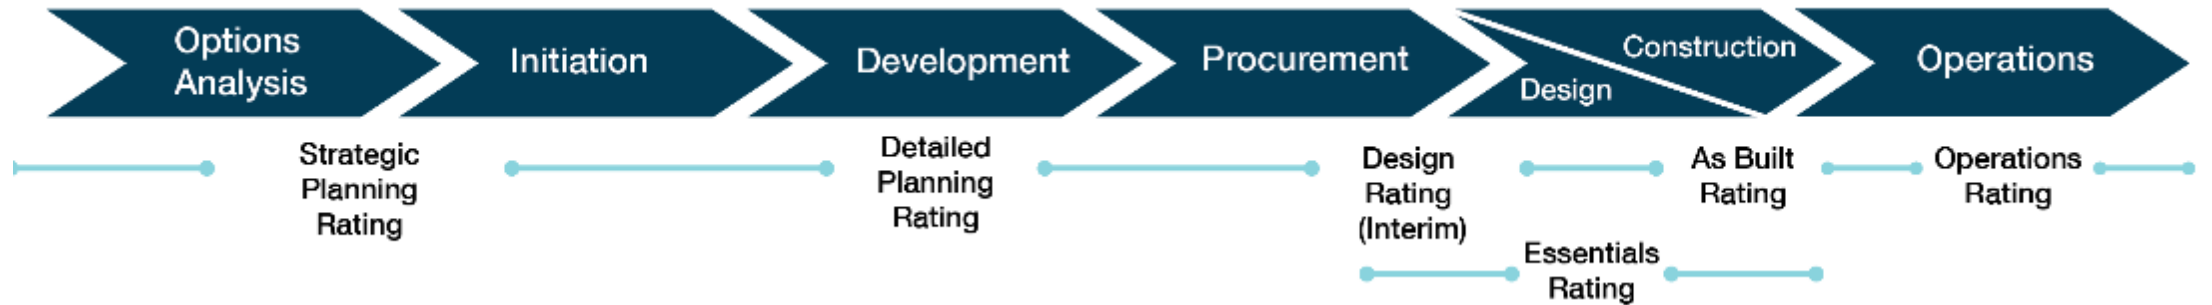 Options
Analysis
Initiation
Development
Procurement
Design
Construction
Operations
Strategic
Planning
Rating
Detailed
Planning
Rating
Design
Rating
(Interim)
As Built
Rating
Operations
Rating
Essentials
Rating